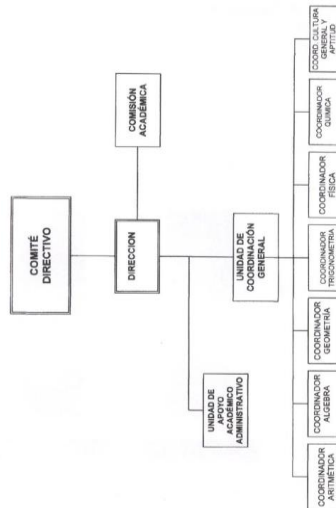 COMITÉ
DIRECTIVO
DIRECCION
COMISIÓN
ACADÉMICA
UNIDAD DE
APOYO
ACADÉMICO
ADMINISTRATIVO
UNIDAD DE
COORDINACIÓN
GENERAL
COORDINADOR
ARITMÉTICA
COORDINADOR
ALGEBRA
COORDINADOR
GEOMETRÍA
COORDINADOR
TRIGONOMETRIA
COORDINADOR
FÍSICA
COORDINADOR
QUIMICA
COORD. CULTURA
GENERAL Y
APTITUD